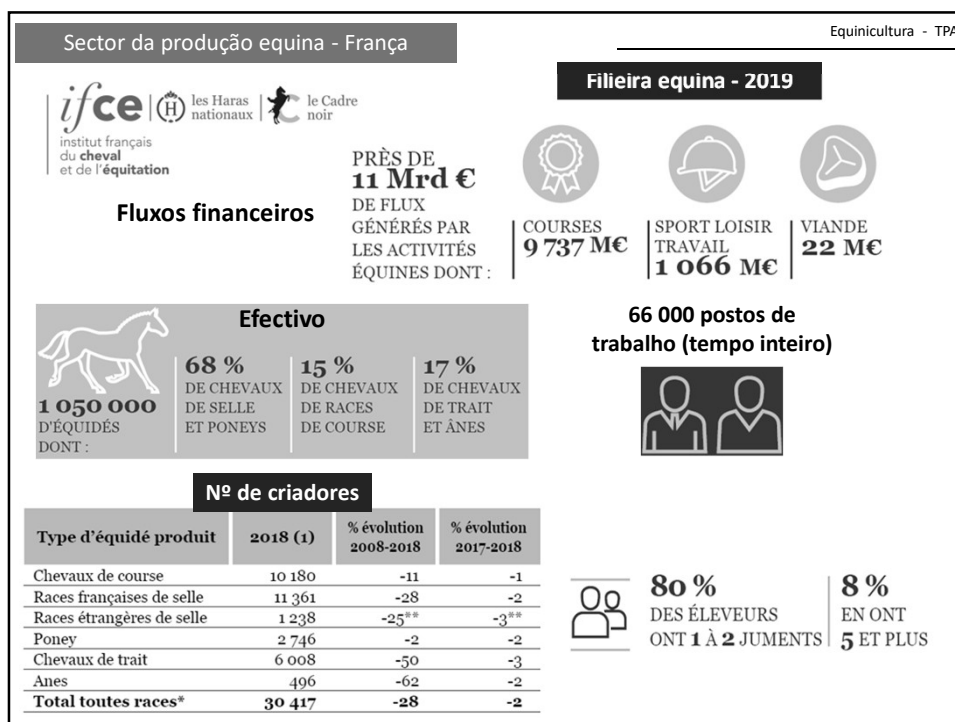 Equinicultura - TPA
Sector da produção equina - França
Filieira equina - 2019
ifce
les Haras
nationaux
le Cadre
noir
institut français
du cheval
et de l'équitation
Fluxos financeiros
PRÈS DE
11 Mrd €
DE FLUX
GÉNÉRÉS PAR
LES ACTIVITÉS
ÉQUINES DONT :
COURSES
9 737 M€
SPORT LOISIR
TRAVAIL
1 066 M€
VIANDE
22 M€
Efectivo
1 050 000
D'ÉQUIDÉS
DONT :
68 %
DE CHEVAUX
DE SELLE
ET PONEYS
15 %
DE CHEVAUX
DE RACES
DE COURSE
17 %
DE CHEVAUX
DE TRAIT
ET ÂNES
66 000 postos de
trabalho (tempo inteiro)
Nº de criadores
Type d'équidé produit 2018 (1) % évolution 2008-2018 % évolution 2017-2018
Chevaux de course 10 180 -11 -1
Races françaises de selle 11 361 -28 -2
Races étrangères de selle 1 238 -25** -3**
Poney 2 746 -2 -2
Chevaux de trait 6 008 -50 -3
Anes 496 -62 -2
Total toutes races* 30 417 -28 -2
80 %
DES ÉLEVEURS
ONT 1 À 2 JUMENTS
8 %
EN ONT
5 ET PLUS